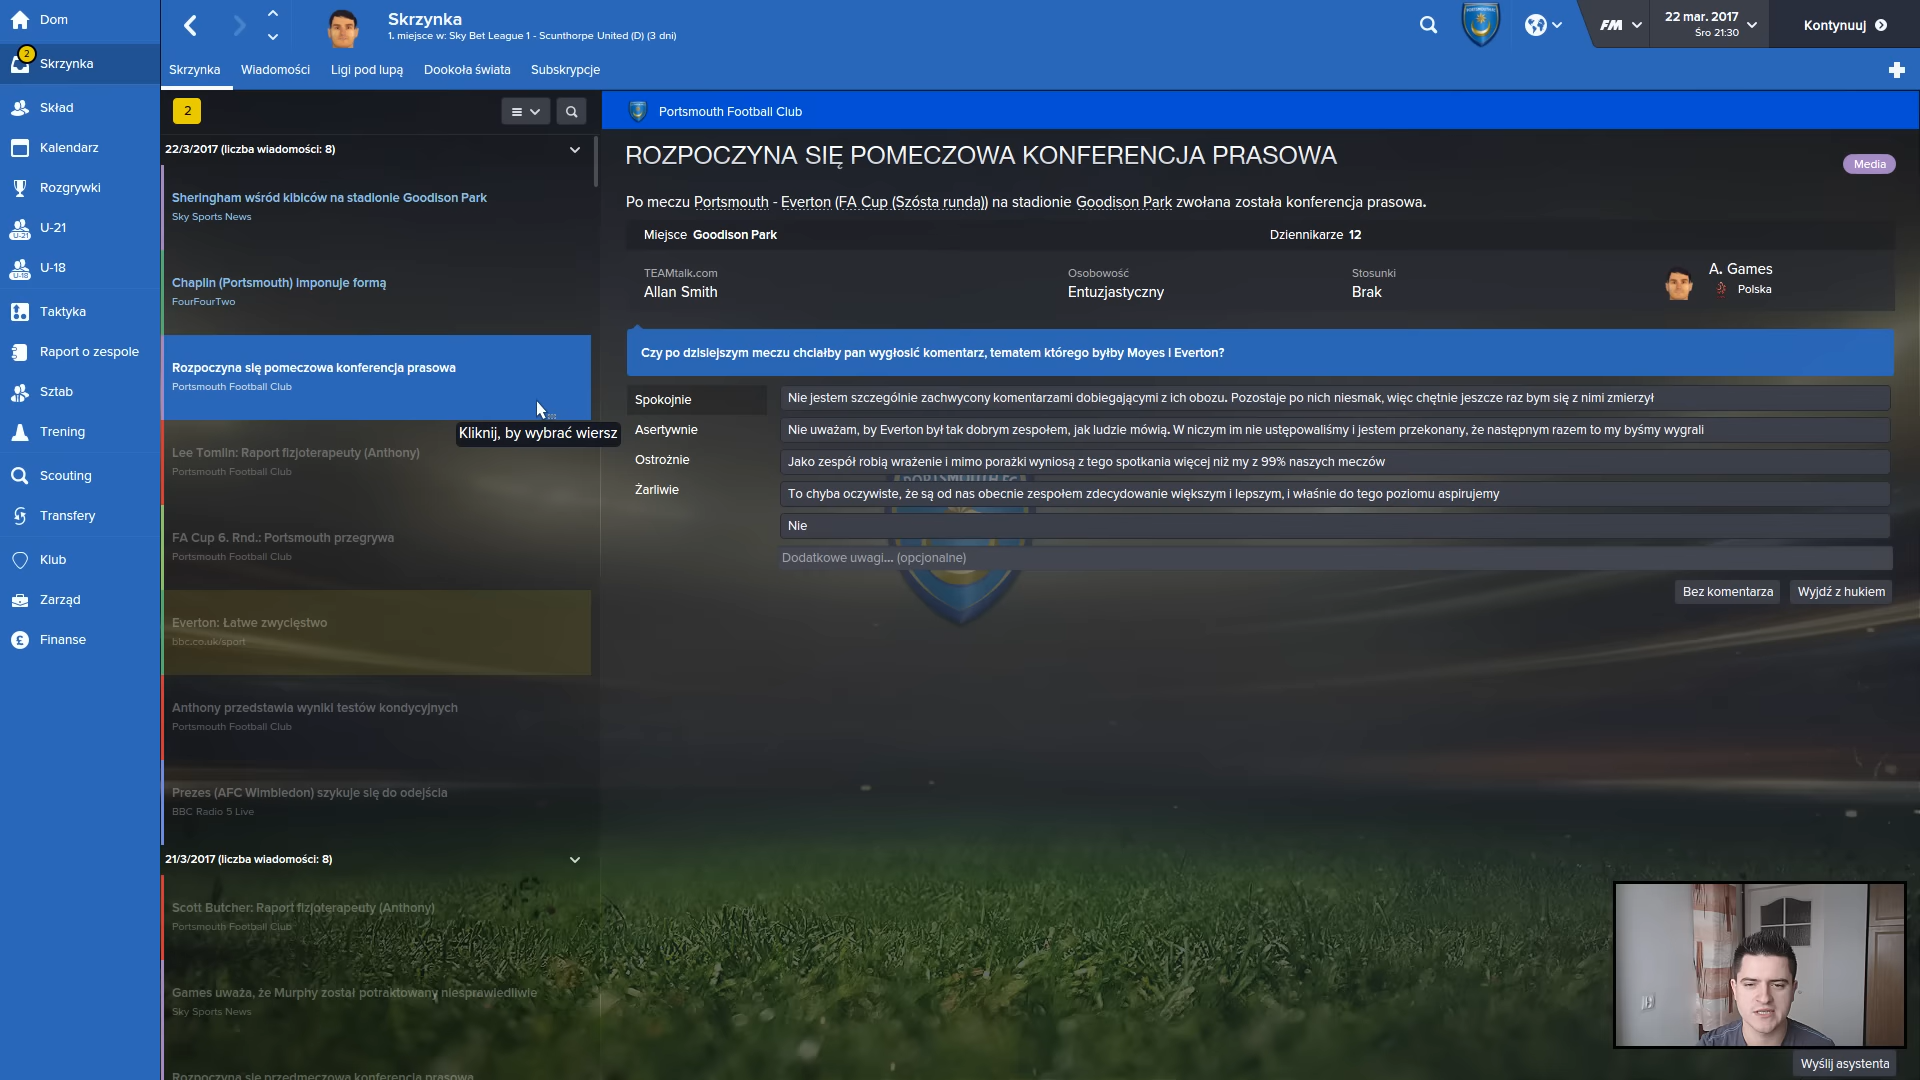 Dom
2
Skrzynka
Skład
Kalendarz
Rozgrywki
U-21
U-18
Taktyka
Raport o zespole
Sztab
Trening
Scouting
Transfery
Klub
Zarząd
Finanse
Skrzynka
1. miejsce w: Sky Bet League 1 - Scunthorpe United (D) (3 dni)
FM
22 mar. 2017
Śro 21:30
Kontynuuj
Skrzynka Wiadomości Ligi pod lupą Dookoła świata Subskrypcje
2
22/3/2017 (liczba wiadomości: 8)
Sheringham wśród kibiców na stadionie Goodison Park
Sky Sports News
Chaplin (Portsmouth) imponuje formą
FourFourTwo
Rozpoczyna się pomeczowa konferencja prasowa
Portsmouth Football Club
Kliknij, by wybrać wiersz
Lee Tomlin: Raport fizjoterapeuty (Anthony)
Portsmouth Football Club
FA Cup 6. Rnd.: Portsmouth przegrywa
Portsmouth Football Club
Everton: Łatwe zwycięstwo
bbc.co.uk/sport
Anthony przedstawia wyniki testów kondycyjnych
Portsmouth Football Club
Prezes (AFC Wimbledon) szykuje się do odejścia
BBC Radio 5 Live
21/3/2017 (liczba wiadomości: 8)
Scott Butcher: Raport fizjoterapeuty (Anthony)
Portsmouth Football Club
Games uważa, że Murphy został potraktowany niesprawiedliwie
Sky Sports News
Rozpoczyna się przedmeczowa konferencja prasowa
Portsmouth Football Club
ROZPOCZYNA SIĘ POMECZOWA KONFERENCJA PRASOWA
Media
Po meczu Portsmouth - Everton (FA Cup (Szósta runda)) na stadionie Goodison Park zwołana została konferencja prasowa.
Miejsce Goodison Park
Dziennikarze 12
TEAMtalk.com
Allan Smith
Osobowość
Entuzjastyczny
Stosunki
Brak
A. Games
Polska
Czy po dzisiejszym meczu chciałby pan wygłosić komentarz, tematem którego byłby Moyes i Everton?
Spokojnie
Asertywnie
Ostrożnie
Żarliwie
Nie jestem szczególnie zachwycony komentarzami dobiegającymi z ich obozu. Pozostaje po nich niesmak, więc chętnie jeszcze raz bym się z nimi zmierzył
Nie uważam, by Everton był tak dobrym zespołem, jak ludzie mówią. W niczym im nie ustępowaliśmy i jestem przekonany, że następnym razem to my byśmy wygrali
Jako zespół robią wrażenie i mimo porażki wyniosą z tego spotkania więcej niż my z 99% naszych meczów
To chyba oczywiste, że są od nas obecnie zespołem zdecydowanie większym i lepszym, i właśnie do tego poziomu aspirujemy
Nie
Dodatkowe uwagi... (opcjonalne)
Bez komentarza
Wyjdź z hukiem
Wyślij asystenta